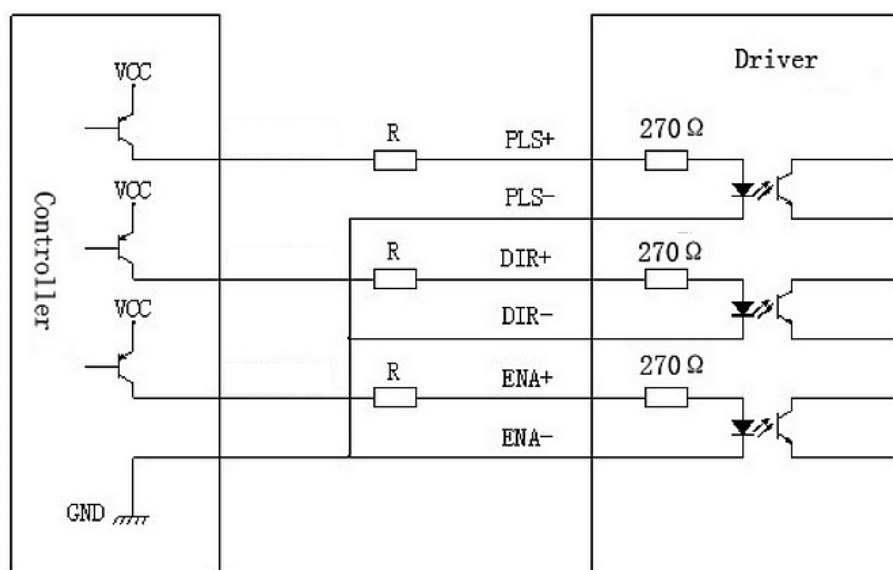 Driver
VCC
R
PLS+
270Ω
PLS-
VCC
R
DIR+
270Ω
DIR-
Controller
VCC
R
ENA+
270Ω
ENA-
GND